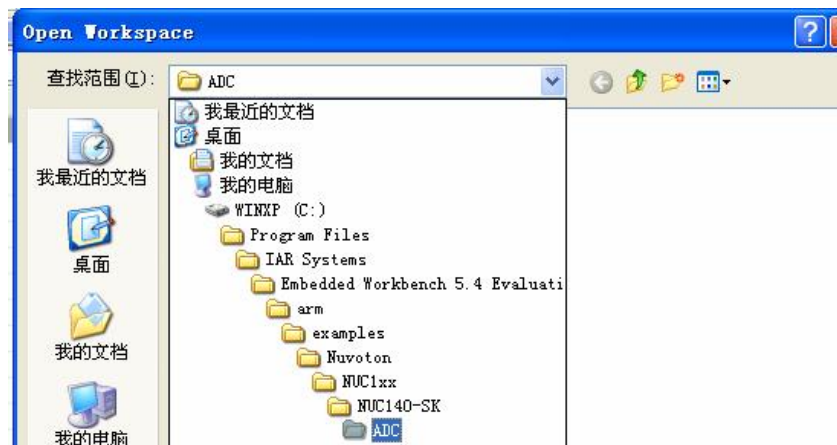 Open Workspace
查找范围(I):
ADC
我最近的文档
桌面
我的文档
我的电脑
WINXP (C:)
Program Files
IAR Systems
Embedded Workbench 5.4 Evaluati
arm
examples
Nuvoton
NUC1xx
NUC140-SK
ADC
我最近的文档
桌面
我的文档
我的电脑